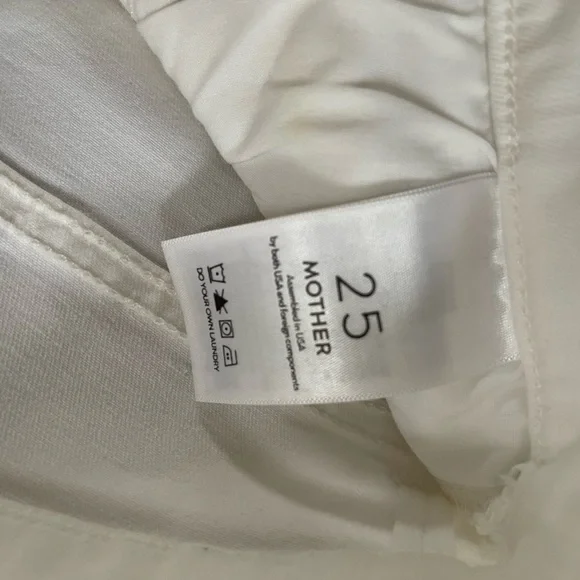 25
MOTHER
Assembled in USA
by both USA and foreign components
DO YOUR OWN LAUNDRY